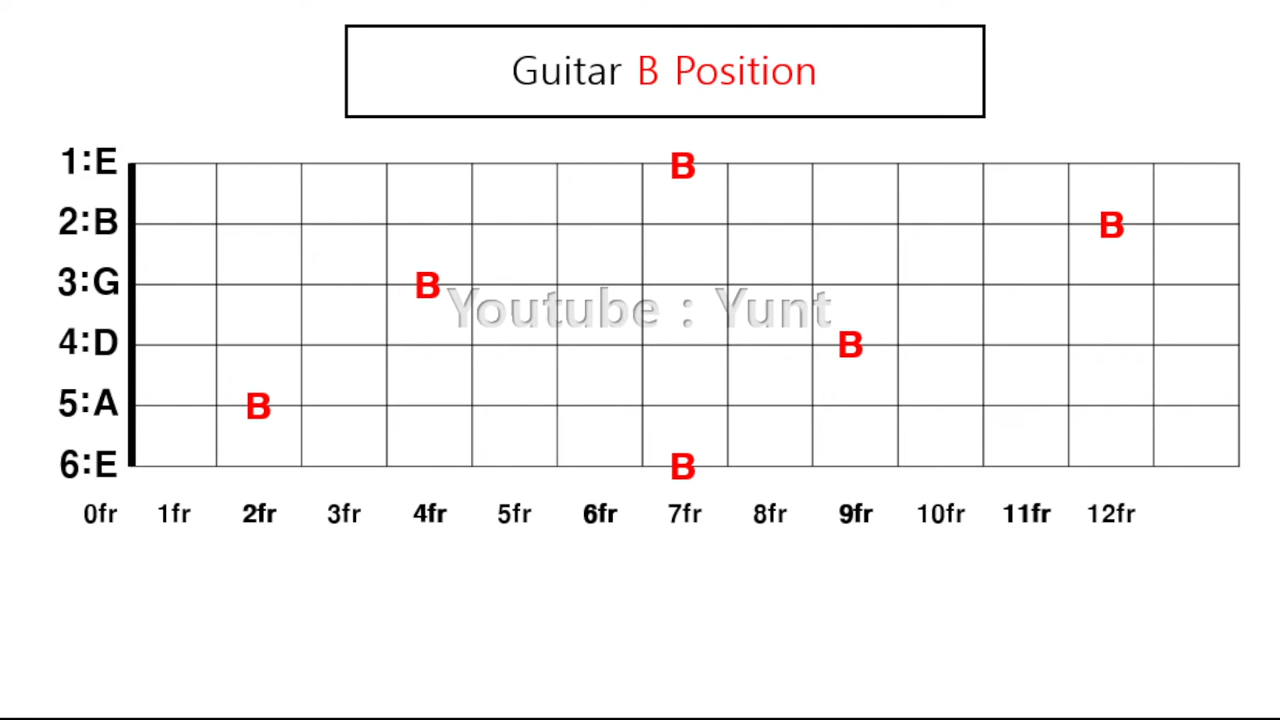 Guitar B Position
1:E B
2:B B
3:G B
Youtube : Yunt
4:D B
5:A B
6:E B
0fr 1fr 2fr 3fr 4fr 5fr 6fr 7fr 8fr 9fr 10fr 11fr 12fr